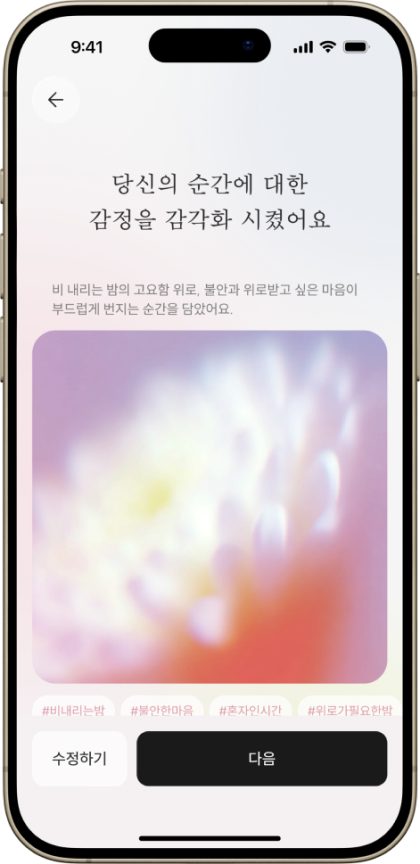 9:41
당신의 순간에 대한
감정을 감각화 시켰어요
비 내리는 밤의 고요함 위로, 불안과 위로받고 싶은 마음이
부드럽게 번지는 순간을 담았어요.
#비내리는밤 #불안한마음 #혼자인시간 #위로가필요한밤
수정하기 다음